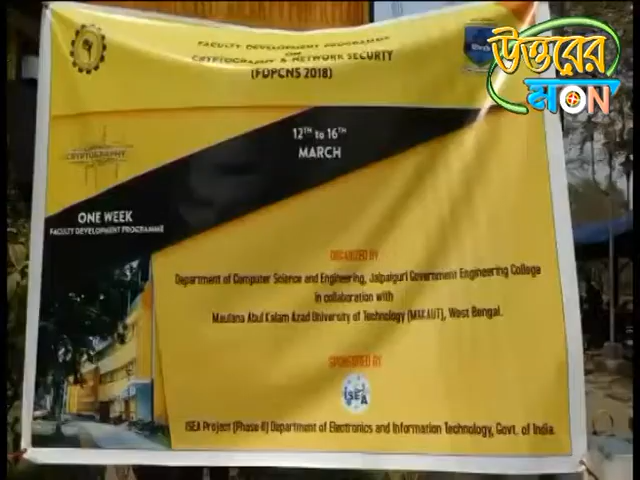 FACULTY DEVELOPMENT PROGRAMME
ON
CRYPTOGRAPHY & NETWORK SECURTY
(FDPCNS 2018)
উত্তরের
মন
CRYPTOGRAPHY
12TH to 16TH
MARCH
ONE WEEK
FACULTY DEVELOPMENT PROGRAMME
ORGANIZED BY
Department of Computer Science and Engineering, Jalpaiguri Government Engineering College
in collaboration with
Maulana Abul Kalam Azad University of Technology (MAKAUT), West Bengal.
SPONSORED BY
ISEA
ISEA Project (Phase-II) Department of Electronics and Information Technology, Govt. of India.